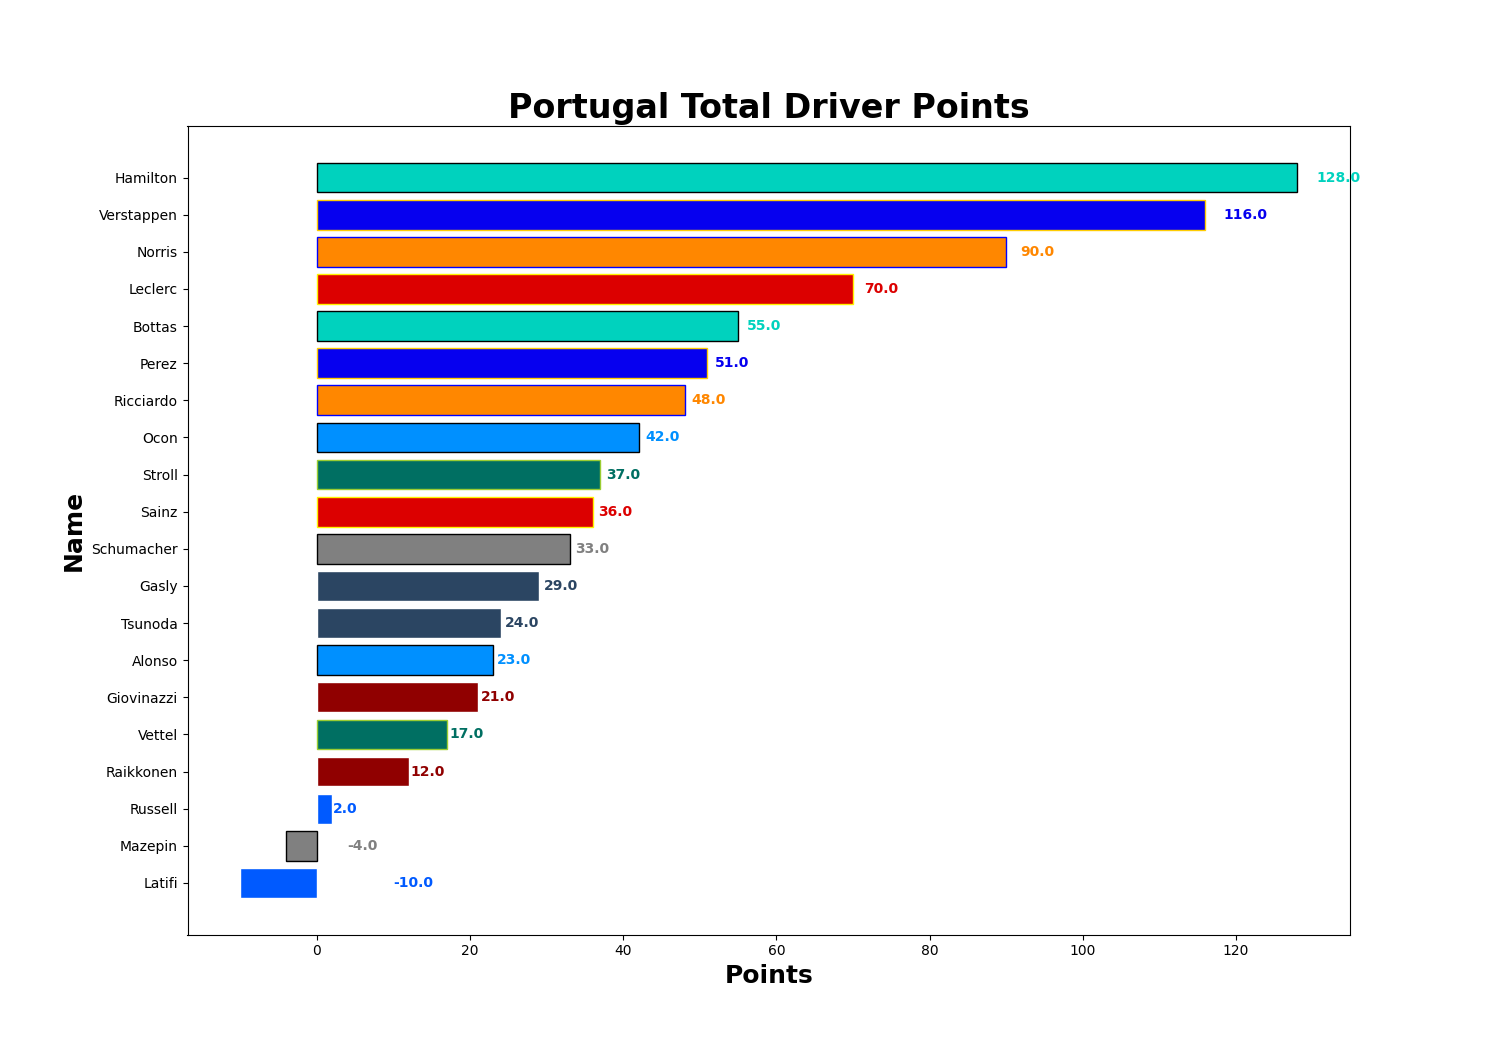 Portugal Total Driver Points
Hamilton 128.0
Verstappen 116.0
Norris 90.0
Leclerc 70.0
Bottas 55.0
Perez 51.0
Ricciardo 48.0
Ocon 42.0
Stroll 37.0
Sainz 36.0
Schumacher 33.0
Gasly 29.0
Tsunoda 24.0
Alonso 23.0
Giovinazzi 21.0
Vettel 17.0
Raikkonen 12.0
Russell 2.0
Mazepin -4.0
Latifi -10.0
Name
0 20 40 60 80 100 120
Points